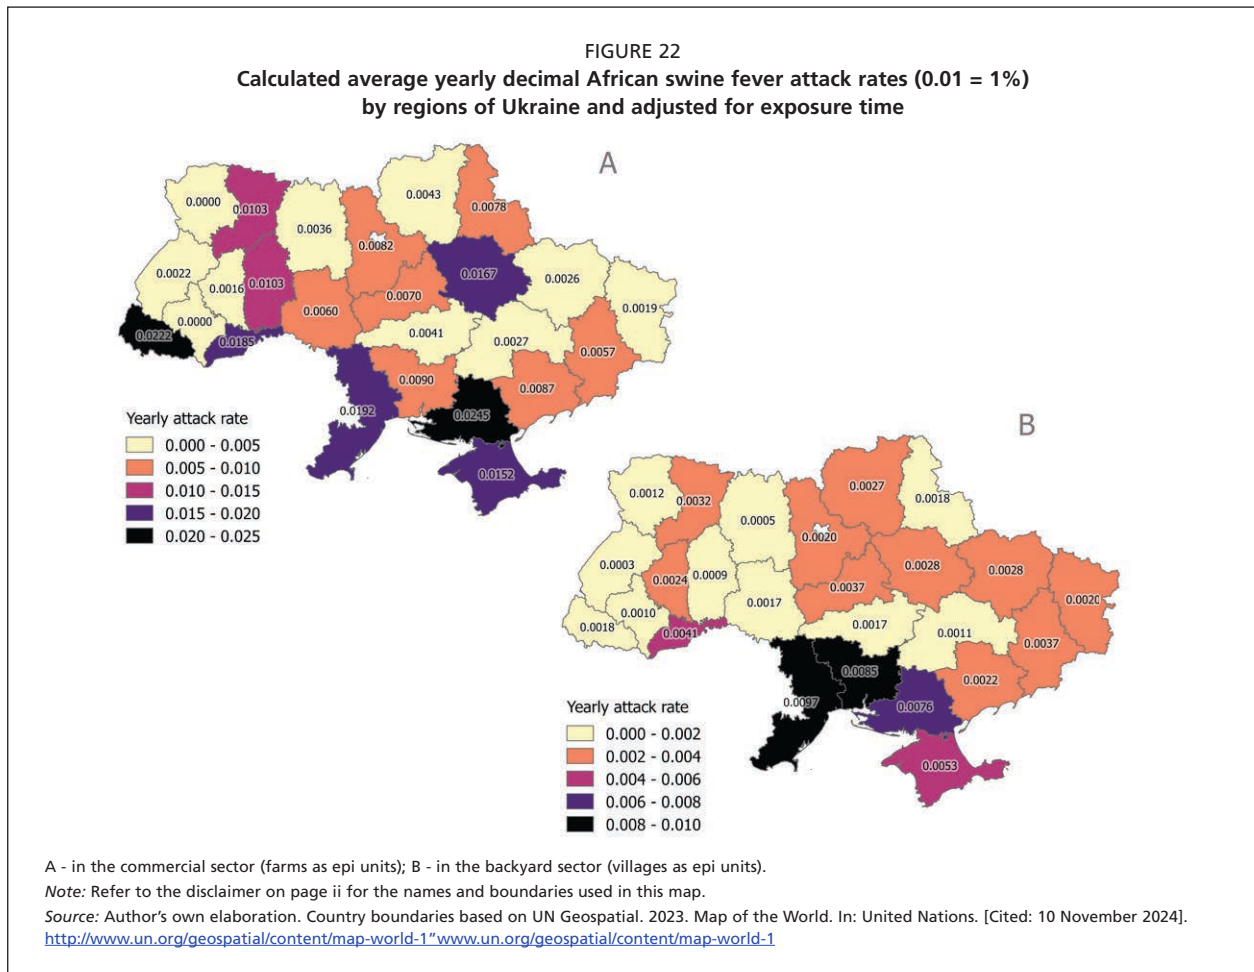 FIGURE 22
Calculated average yearly decimal African swine fever attack rates (0.01 = 1%)
by regions of Ukraine and adjusted for exposure time
A
0.0043
0.0000
0.0103
0.0078
0.0036
0.0082
0.0022
0.0167
0.0026
0.0016
0.0103
0.0070
0.0019
0.0060
0.0000
0.0041
0.0222
0.0185
0.0027
0.0057
0.0090
0.0087
0.0192
0.0245
0.0152
Yearly attack rate
0.000 - 0.005
0.005 - 0.010
0.010 - 0.015
0.015 - 0.020
0.020 - 0.025
B
0.0027
0.0012
0.0032
0.0018
0.0005
0.0020
0.0003
0.0024
0.0009
0.0028
0.0028
0.0037
0.0020
0.0010
0.0017
0.0018
0.0041
0.0017
0.0011
0.0037
0.0085
0.0022
0.0097
0.0076
0.0053
Yearly attack rate
0.000 - 0.002
0.002 - 0.004
0.004 - 0.006
0.006 - 0.008
0.008 - 0.010
A - in the commercial sector (farms as epi units); B - in the backyard sector (villages as epi units).
Note: Refer to the disclaimer on page ii for the names and boundaries used in this map.
Source: Author's own elaboration. Country boundaries based on UN Geospatial. 2023. Map of the World. In: United Nations. [Cited: 10 November 2024].
http://www.un.org/geospatial/content/map-world-1"www.un.org/geospatial/content/map-world-1